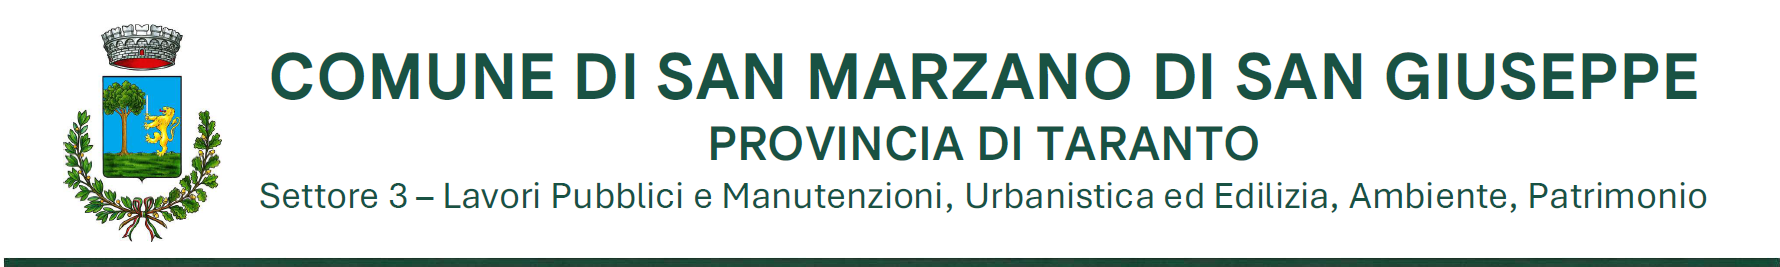 COMUNE DI SAN MARZANO DI SAN GIUSEPPE
PROVINCIA DI TARANTO
Settore 3 – Lavori Pubblici e Manutenzioni, Urbanistica ed Edilizia, Ambiente, Patrimonio